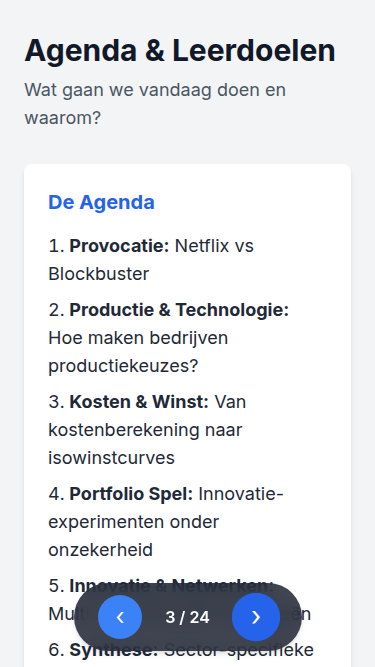 Agenda & Leerdoelen
Wat gaan we vandaag doen en
waarom?
De Agenda
1. Provocatie: Netflix vs
Blockbuster
2. Productie & Technologie:
Hoe maken bedrijven
productiekeuzes?
3. Kosten & Winst: Van
kostenberekening naar
isowinstcurves
4. Portfolio Spel: Innovatie-
experimenten onder
onzekerheid
5. Innovatie & Netwerken:
‹ 3 / 24 ›
6. Synthese: Sector-specifieke